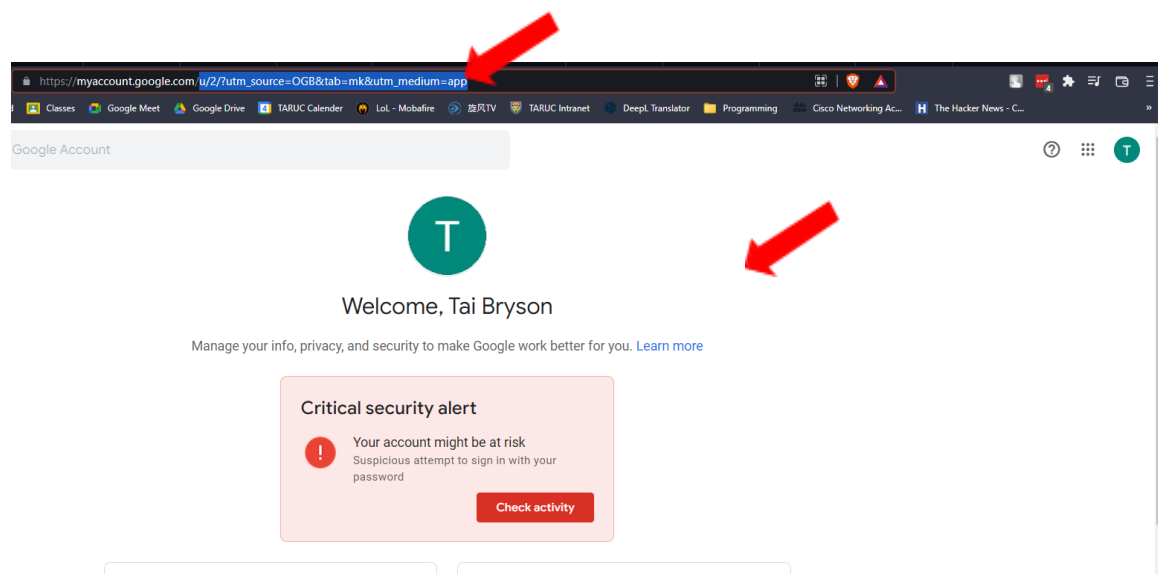 https://myaccount.google.com/u/2/?utm_source=OGB&tab=mk&utm_medium=app
4
Classes Google Meet Google Drive 4 TARUC Calender LoL - Mobafire 旋风TV TARUC Intranet DeepL Translator Programming Cisco Networking Ac... H The Hacker News - C... »
Google Account
T
T
Welcome, Tai Bryson
Manage your info, privacy, and security to make Google work better for you. Learn more
Critical security alert
Your account might be at risk
Suspicious attempt to sign in with your
password
Check activity